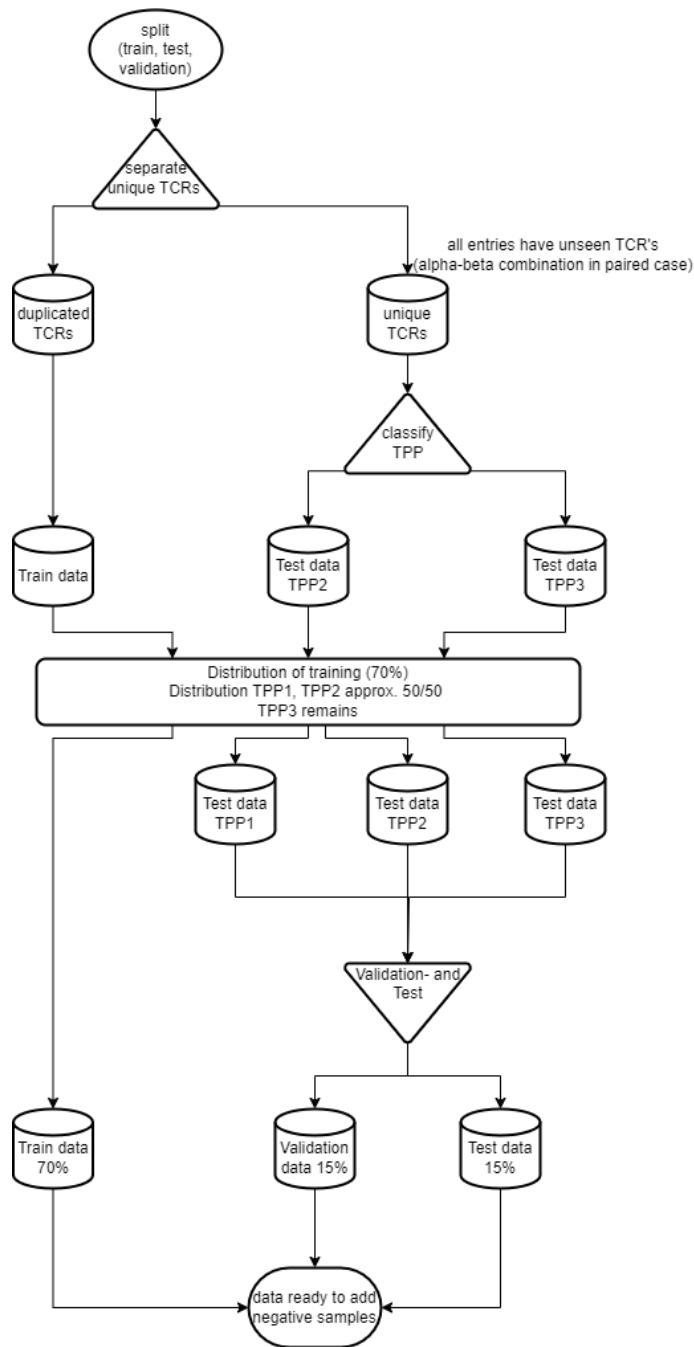 split
(train, test,
validation)
separate
unique TCRs
all entries have unseen TCR's
(alpha-beta combination in paired case)
duplicated
TCRs
unique
TCRs
classify
TPP
Train data
Test data
TPP2
Test data
TPP3
Distribution of training (70%)
Distribution TPP1, TPP2 approx. 50/50
TPP3 remains
Test data
TPP1
Test data
TPP2
Test data
TPP3
Validation- and
Test
Train data
70%
Validation
data 15%
Test data
15%
data ready to add
negative samples